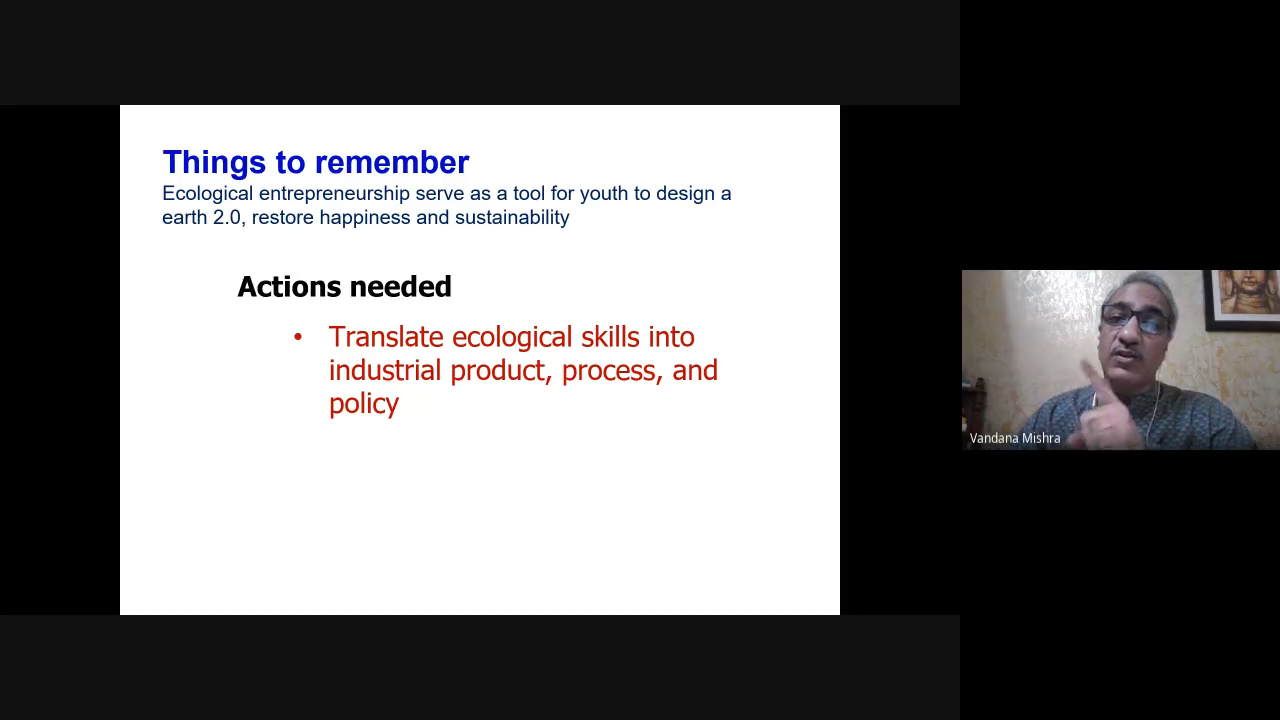 Things to remember
Ecological entrepreneurship serve as a tool for youth to design a
earth 2.0, restore happiness and sustainability
Actions needed
• Translate ecological skills into
industrial product, process, and
policy
Vandana Mishra